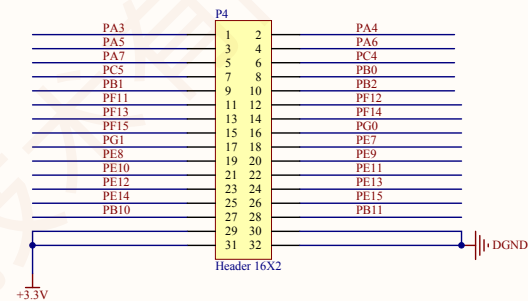 P4
PA3 1 2 PA4
PA5 3 4 PA6
PA7 5 6 PC4
PC5 7 8 PB0
PB1 9 10 PB2
PF11 11 12 PF12
PF13 13 14 PF14
PF15 15 16 PG0
PG1 17 18 PE7
PE8 19 20 PE9
PE10 21 22 PE11
PE12 23 24 PE13
PE14 25 26 PE15
PB10 27 28 PB11
29 30
31 32 DGND
Header 16X2
+3.3V